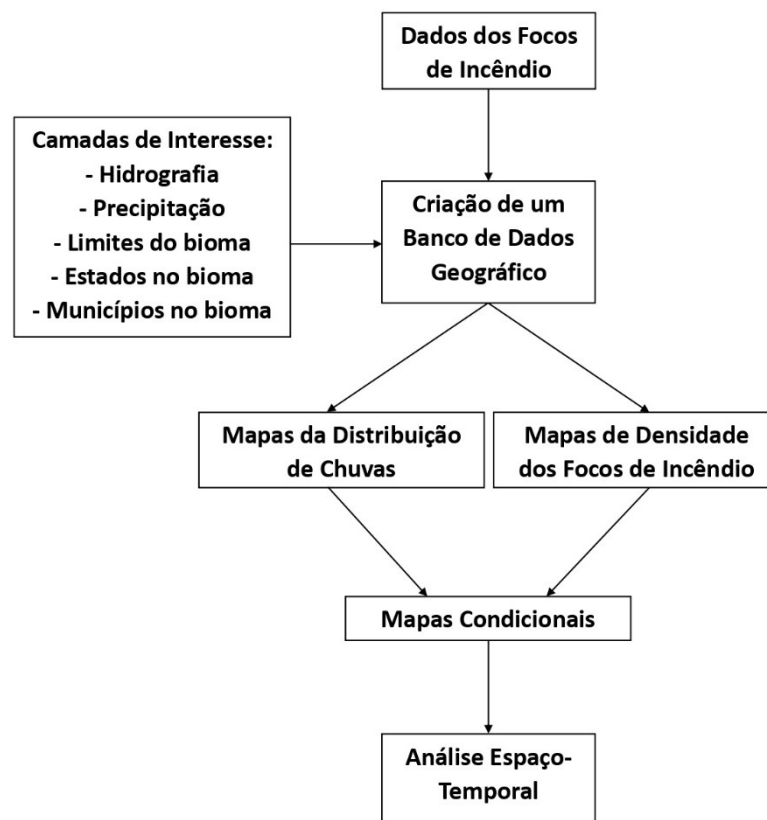 Dados dos Focos
de Incêndio
Camadas de Interesse:
- Hidrografia
- Precipitação
- Limites do bioma
- Estados no bioma
- Municípios no bioma
Criação de um
Banco de Dados
Geográfico
Mapas da Distribuição
de Chuvas
Mapas de Densidade
dos Focos de Incêndio
Mapas Condicionais
Análise Espaço-
Temporal